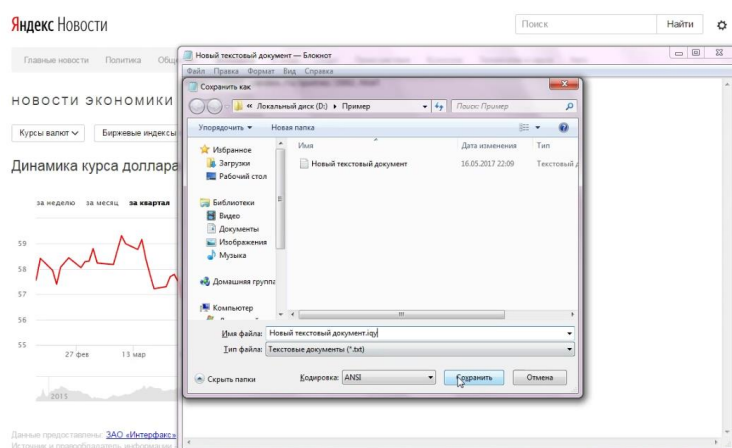 Яндекс Новости
Поиск
Найти
Главные новости Политика
Новый текстовый документ — Блокнот
Файл Правка Формат Вид Справка
Сохранить как
« Локальный диск (D:) ▸ Пример
Поиск: Пример
Упорядочить Новая папка
НОВОСТИ ЭКОНОМИКИ
Курсы валют
Биржевые индексы
Динамика курса доллара
за неделю за месяц за квартал
59
58
57
56
55
27 фев 13 мар
2011
Данные предоставлены: ЗАО «Интерфакс»
Избранное
Загрузки
Рабочий стол
Библиотеки
Видео
Документы
Изображения
Музыка
Домашняя группа
Компьютер
Имя Дата изменения Тип
Новый текстовый документ 16.05.2017 22:09 Текстовый
Имя файла: Новый текстовый документ.iqy
Тип файла: Текстовые документы (*.txt)
Скрыть папки
Кодировка: ANSI
Сохранить
Отмена